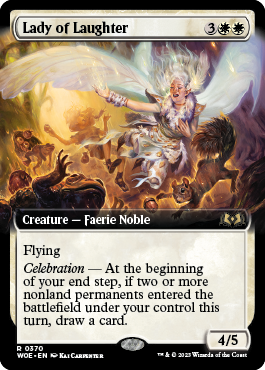 Lady of Laughter 3
Creature — Faerie Noble
Flying
Celebration — At the beginning
of your end step, if two or more
nonland permanents entered the
battlefield under your control this
turn, draw a card.
4/5
R 0370
WOE • EN Kai Carpenter
™ & © 2023 Wizards of the Coast